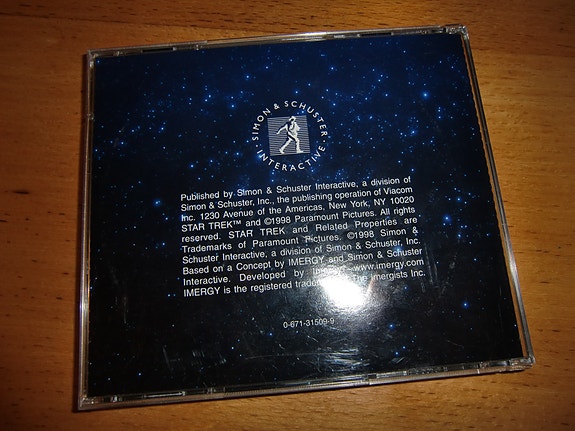 SIMON & SCHUSTER
· INTERACTIVE ·
Published by Simon & Schuster Interactive, a division of
Simon & Schuster, Inc., the publishing operation of Viacom
Inc. 1230 Avenue of the Americas, New York, NY 10020
STAR TREK™ and ©1998 Paramount Pictures. All rights
reserved. STAR TREK and Related Properties are
Trademarks of Paramount Pictures. ©1998 Simon &
Schuster Interactive, a division of Simon & Schuster, Inc.
Based on a Concept by IMERGY and Simon & Schuster
Interactive. Developed by www.imergy.com
IMERGY is the registered The Imergists Inc.
0-671-31509-9